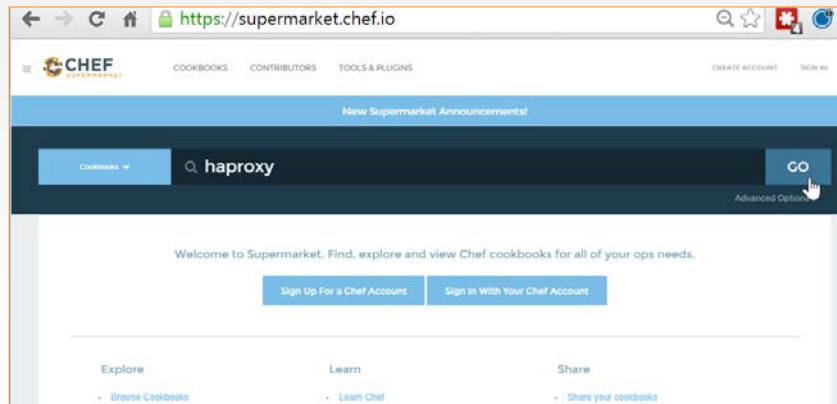 https://supermarket.chef.io
CHEF
SUPERMARKET
COOKBOOKS CONTRIBUTORS TOOLS & PLUGINS CREATE ACCOUNT SIGN IN
New Supermarket Announcements!
Cookbooks haproxy GO
Advanced Options
Welcome to Supermarket. Find, explore and view Chef cookbooks for all of your ops needs.
Sign Up For a Chef Account Sign In With Your Chef Account
Explore Learn Share
- Browse Cookbooks - Learn Chef - Share your cookbooks